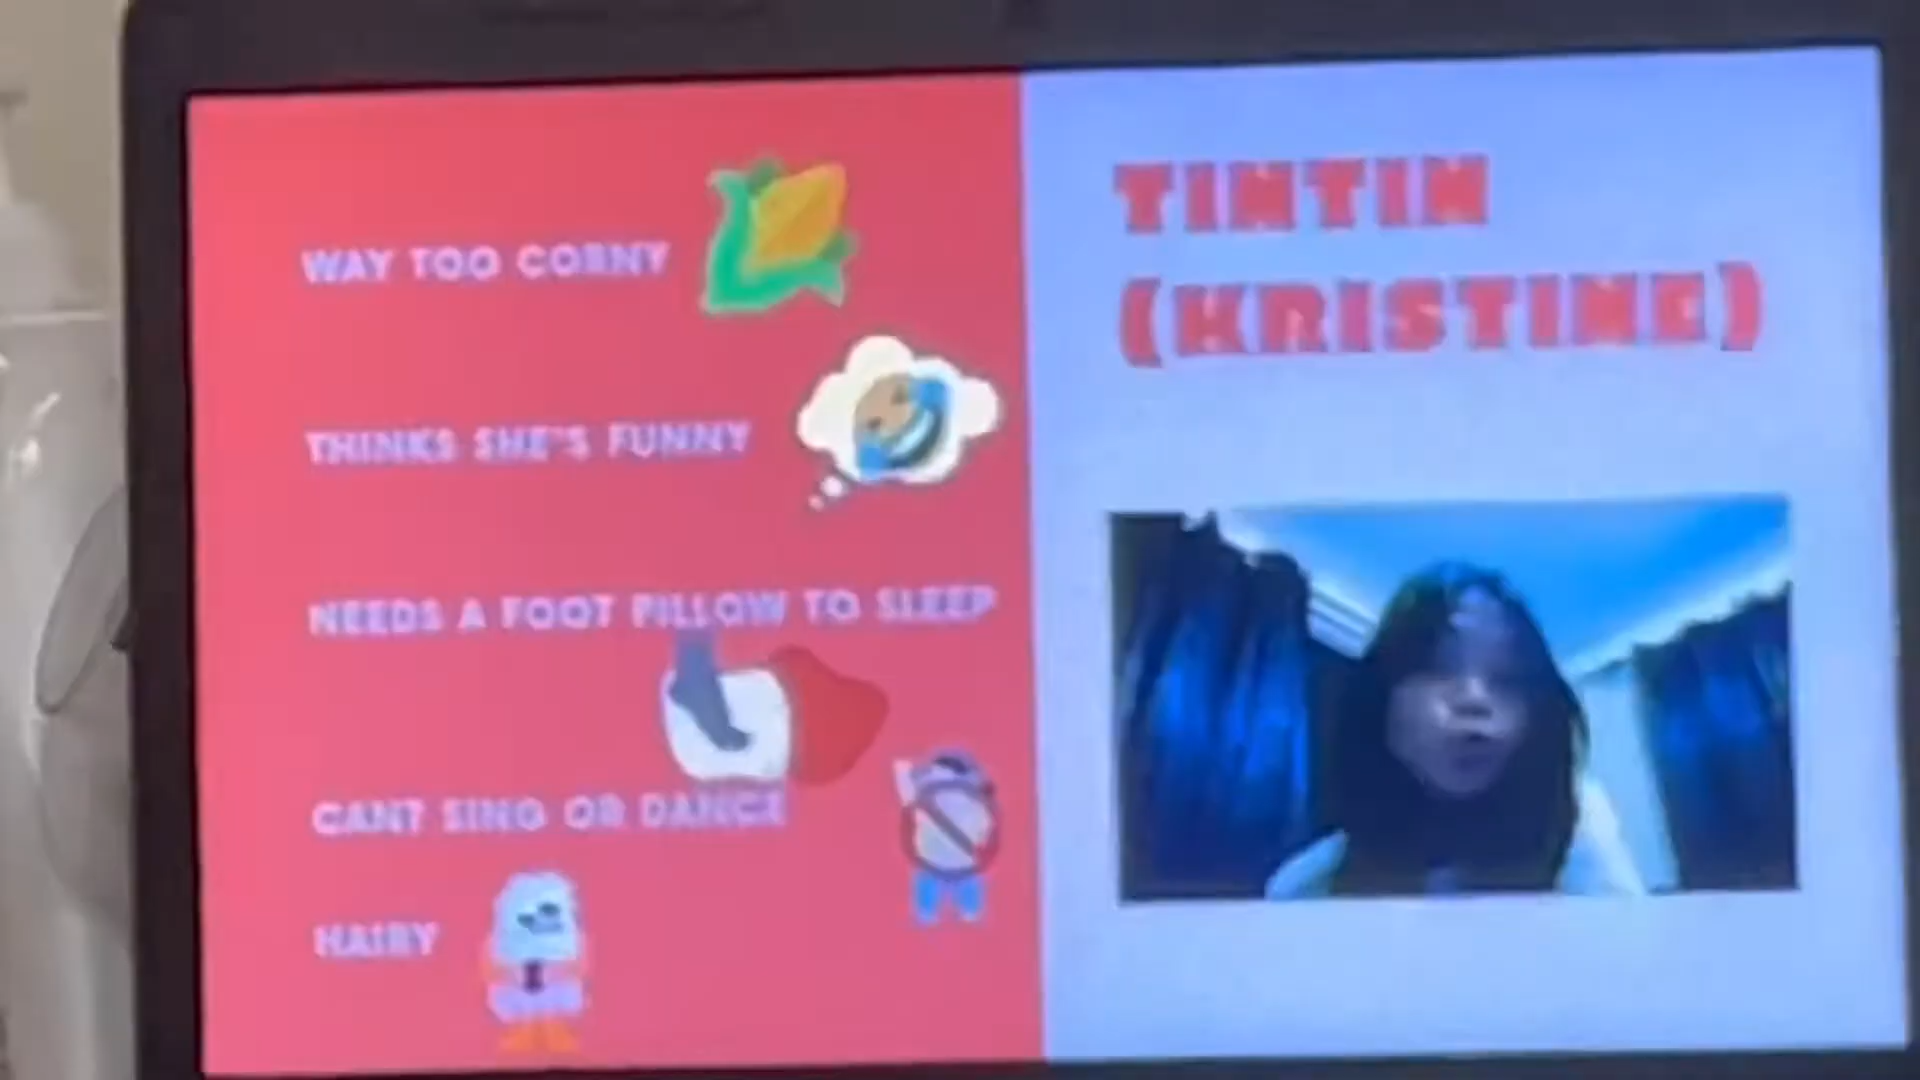 WAY TOO CORNY
THINKS SHE'S FUNNY
NEEDS A FOOT PILLOW TO SLEEP
CANT SING OR DANCE
HAIRY
TINTIN
(KRISTINE)